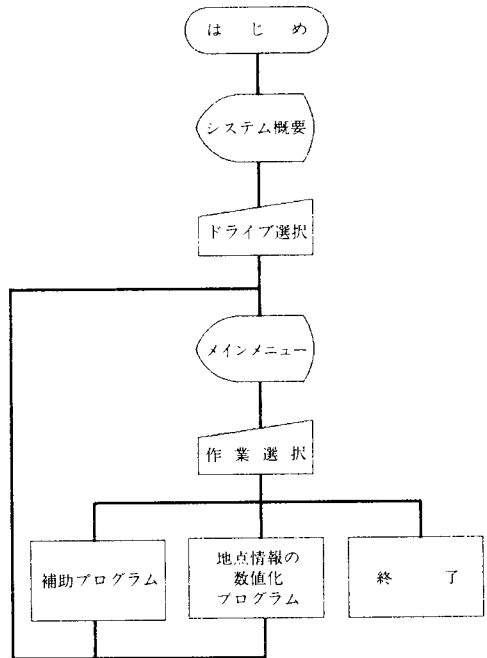 はじめ
システム概要
ドライブ選択
メインメニュー
作業選択
補助プログラム
地点情報の
数値化
プログラム
終了